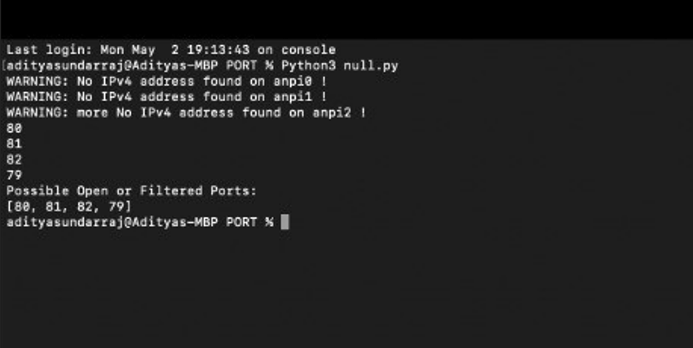 Last login: Mon May  2 19:13:43 on console
[adityasundarraj@Adityas-MBP PORT % Python3 null.py
WARNING: No IPv4 address found on anpi0 !
WARNING: No IPv4 address found on anpi1 !
WARNING: more No IPv4 address found on anpi2 !
80
81
82
79
Possible Open or Filtered Ports:
[80, 81, 82, 79]
adityasundarraj@Adityas-MBP PORT %